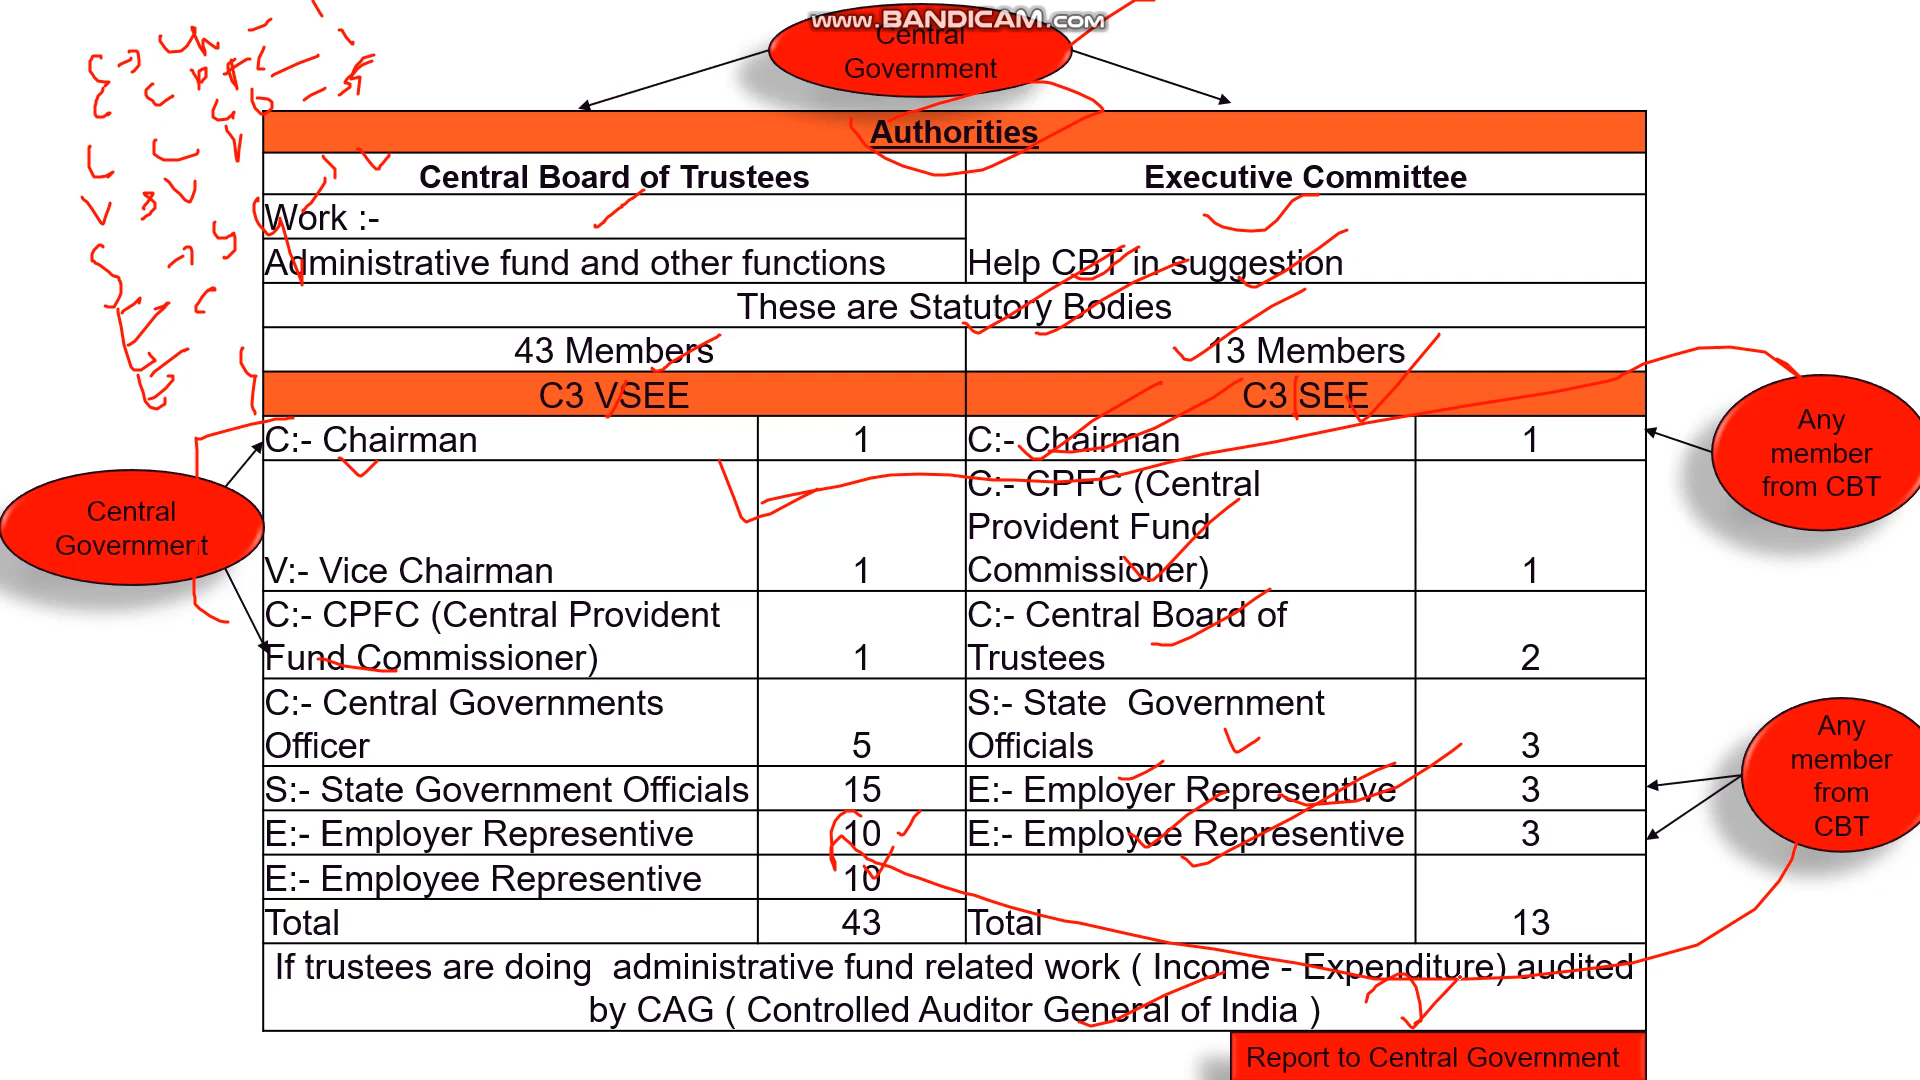 www.BANDICAM.com
Central
Government
Authorities
Central Board of Trustees
Executive Committee
Work :-
Administrative fund and other functions
Help CBT in suggestion
These are Statutory Bodies
43 Members
13 Members
C3 VSEE
C3 SEE
C:- Chairman 1
C:- Chairman 1
V:- Vice Chairman 1
C:- CPFC (Central
Provident Fund
Commissioner) 1
C:- CPFC (Central Provident
Fund Commissioner) 1
C:- Central Board of
Trustees 2
C:- Central Governments
Officer 5
S:- State Government
Officials 3
S:- State Government Officials 15
E:- Employer Representive 3
E:- Employer Representive 10
E:- Employee Representive 3
E:- Employee Representive 10
Total 43
Total 13
If trustees are doing administrative fund related work ( Income - Expenditure) audited
by CAG ( Controlled Auditor General of India )
Report to Central Government
Central
Government
Any
member
from CBT
Any
member
from
CBT